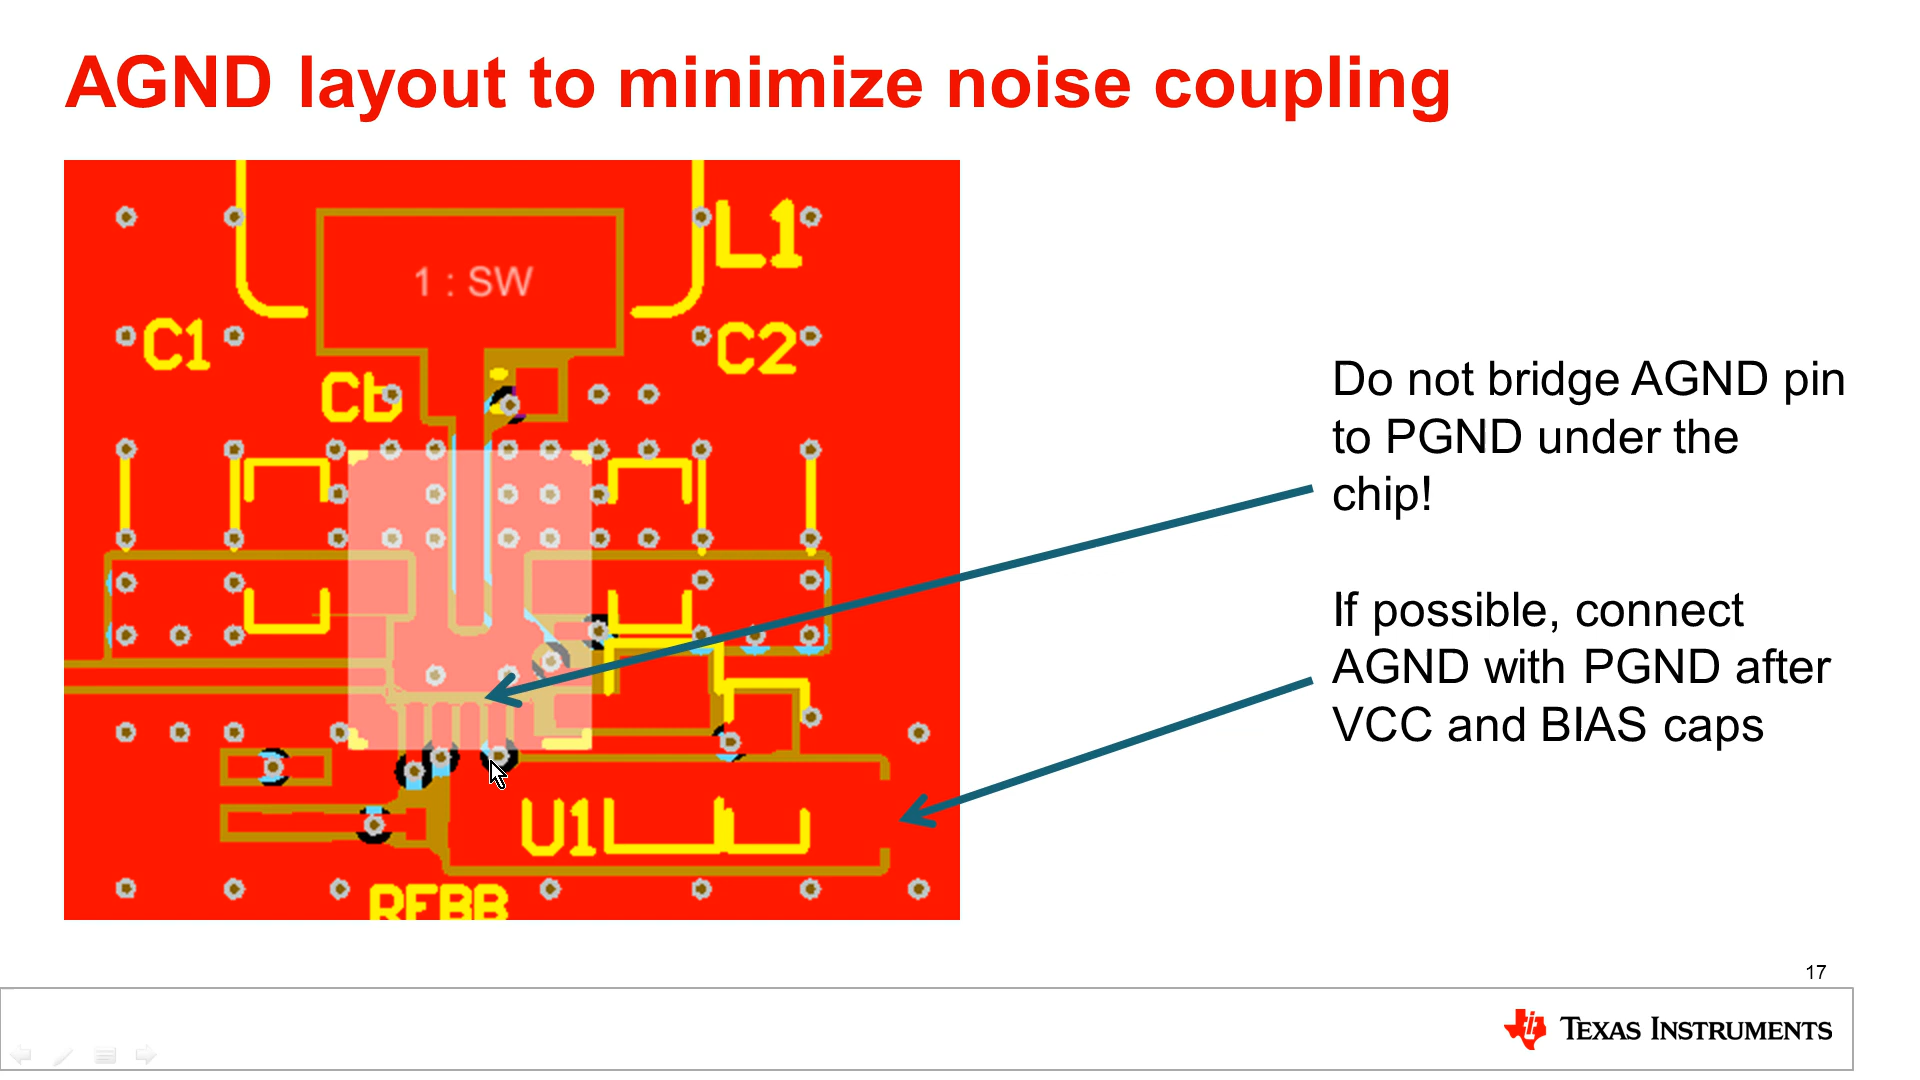 AGND layout to minimize noise coupling
L1
1 : SW
C1
C2
Cb
Do not bridge AGND pin
to PGND under the
chip!
If possible, connect
AGND with PGND after
VCC and BIAS caps
U1
RFBB
17
TEXAS INSTRUMENTS